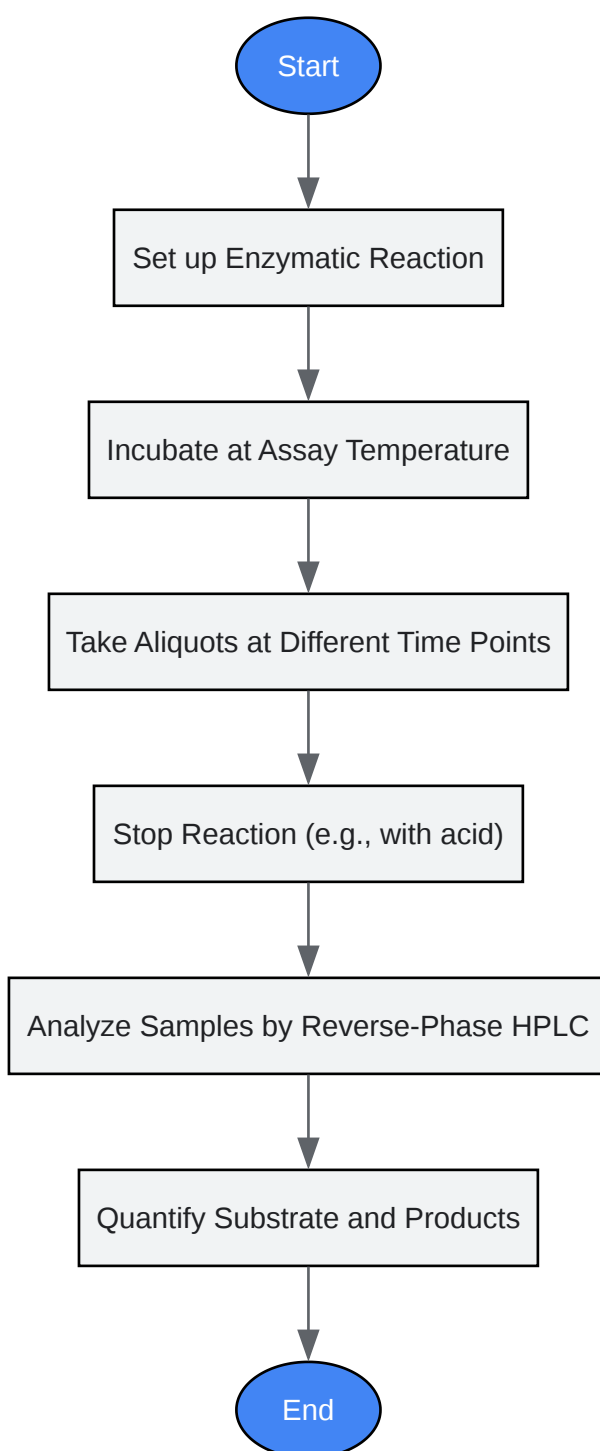 Start
Set up Enzymatic Reaction
Incubate at Assay Temperature
Take Aliquots at Different Time Points
Stop Reaction (e.g., with acid)
Analyze Samples by Reverse-Phase HPLC
Quantify Substrate and Products
End